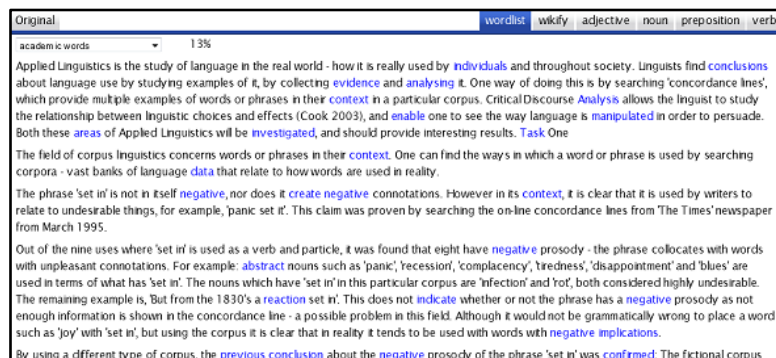 Original wordlist wikify adjective noun preposition verb
academic words 13%
Applied Linguistics is the study of language in the real world - how it is really used by individuals and throughout society. Linguists find conclusions
about language use by studying examples of it, by collecting evidence and analysing it. One way of doing this is by searching 'concordance lines',
which provide multiple examples of words or phrases in their context in a particular corpus. Critical Discourse Analysis allows the linguist to study
the relationship between linguistic choices and effects (Cook 2003), and enable one to see the way language is manipulated in order to persuade.
Both these areas of Applied Linguistics will be investigated, and should provide interesting results. Task One
The field of corpus linguistics concerns words or phrases in their context. One can find the ways in which a word or phrase is used by searching
corpora - vast banks of language data that relate to how words are used in reality.
The phrase 'set in' is not in itself negative, nor does it create negative connotations. However in its context, it is clear that it is used by writers to
relate to undesirable things, for example, 'panic set it'. This claim was proven by searching the on-line concordance lines from 'The Times' newspaper
from March 1995.
Out of the nine uses where 'set in' is used as a verb and particle, it was found that eight have negative prosody - the phrase collocates with words
with unpleasant connotations. For example: abstract nouns such as 'panic', 'recession', 'complacency', 'tiredness', 'disappointment' and 'blues' are
used in terms of what has 'set in'. The nouns which have 'set in' in this particular corpus are 'infection' and 'rot', both considered highly undesirable.
The remaining example is, 'But from the 1830's a reaction set in'. This does not indicate whether or not the phrase has a negative prosody as not
enough information is shown in the concordance line - a possible problem in this field. Although it would not be grammatically wrong to place a word
such as 'joy' with 'set in', but using the corpus it is clear that in reality it tends to be used with words with negative implications.
By using a different type of corpus, the previous conclusion about the negative prosody of the phrase 'set in' was confirmed: The fictional corpus,